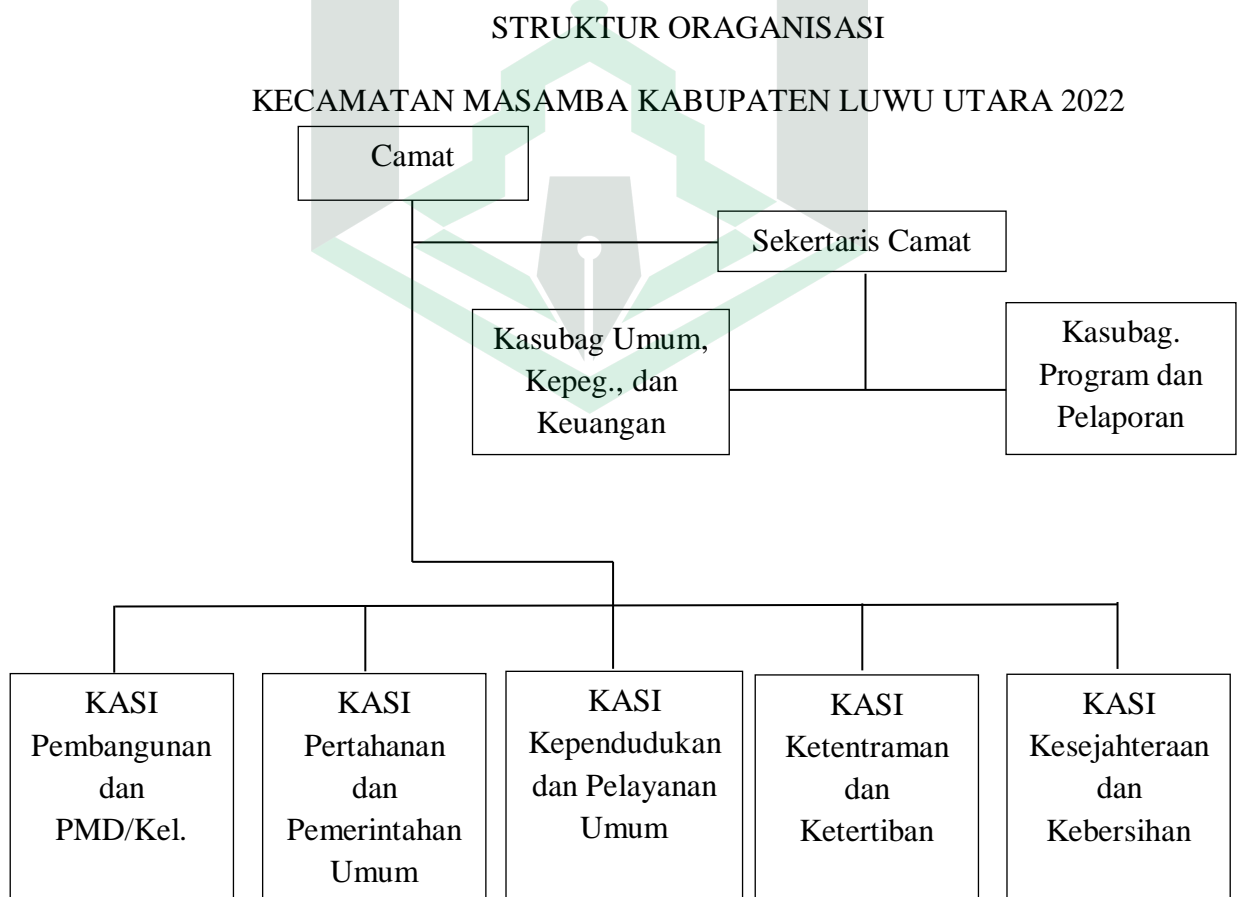 STRUKTUR ORAGANISASI
KECAMATAN MASAMBA KABUPATEN LUWU UTARA 2022
Camat
Sekertaris Camat
Kasubag Umum,
Kepeg., dan
Keuangan
Kasubag.
Program dan
Pelaporan
KASI
Pembangunan
dan
PMD/Kel.
KASI
Pertahanan
dan
Pemerintahan
Umum
KASI
Kependudukan
dan Pelayanan
Umum
KASI
Ketentraman
dan
Ketertiban
KASI
Kesejahteraan
dan
Kebersihan